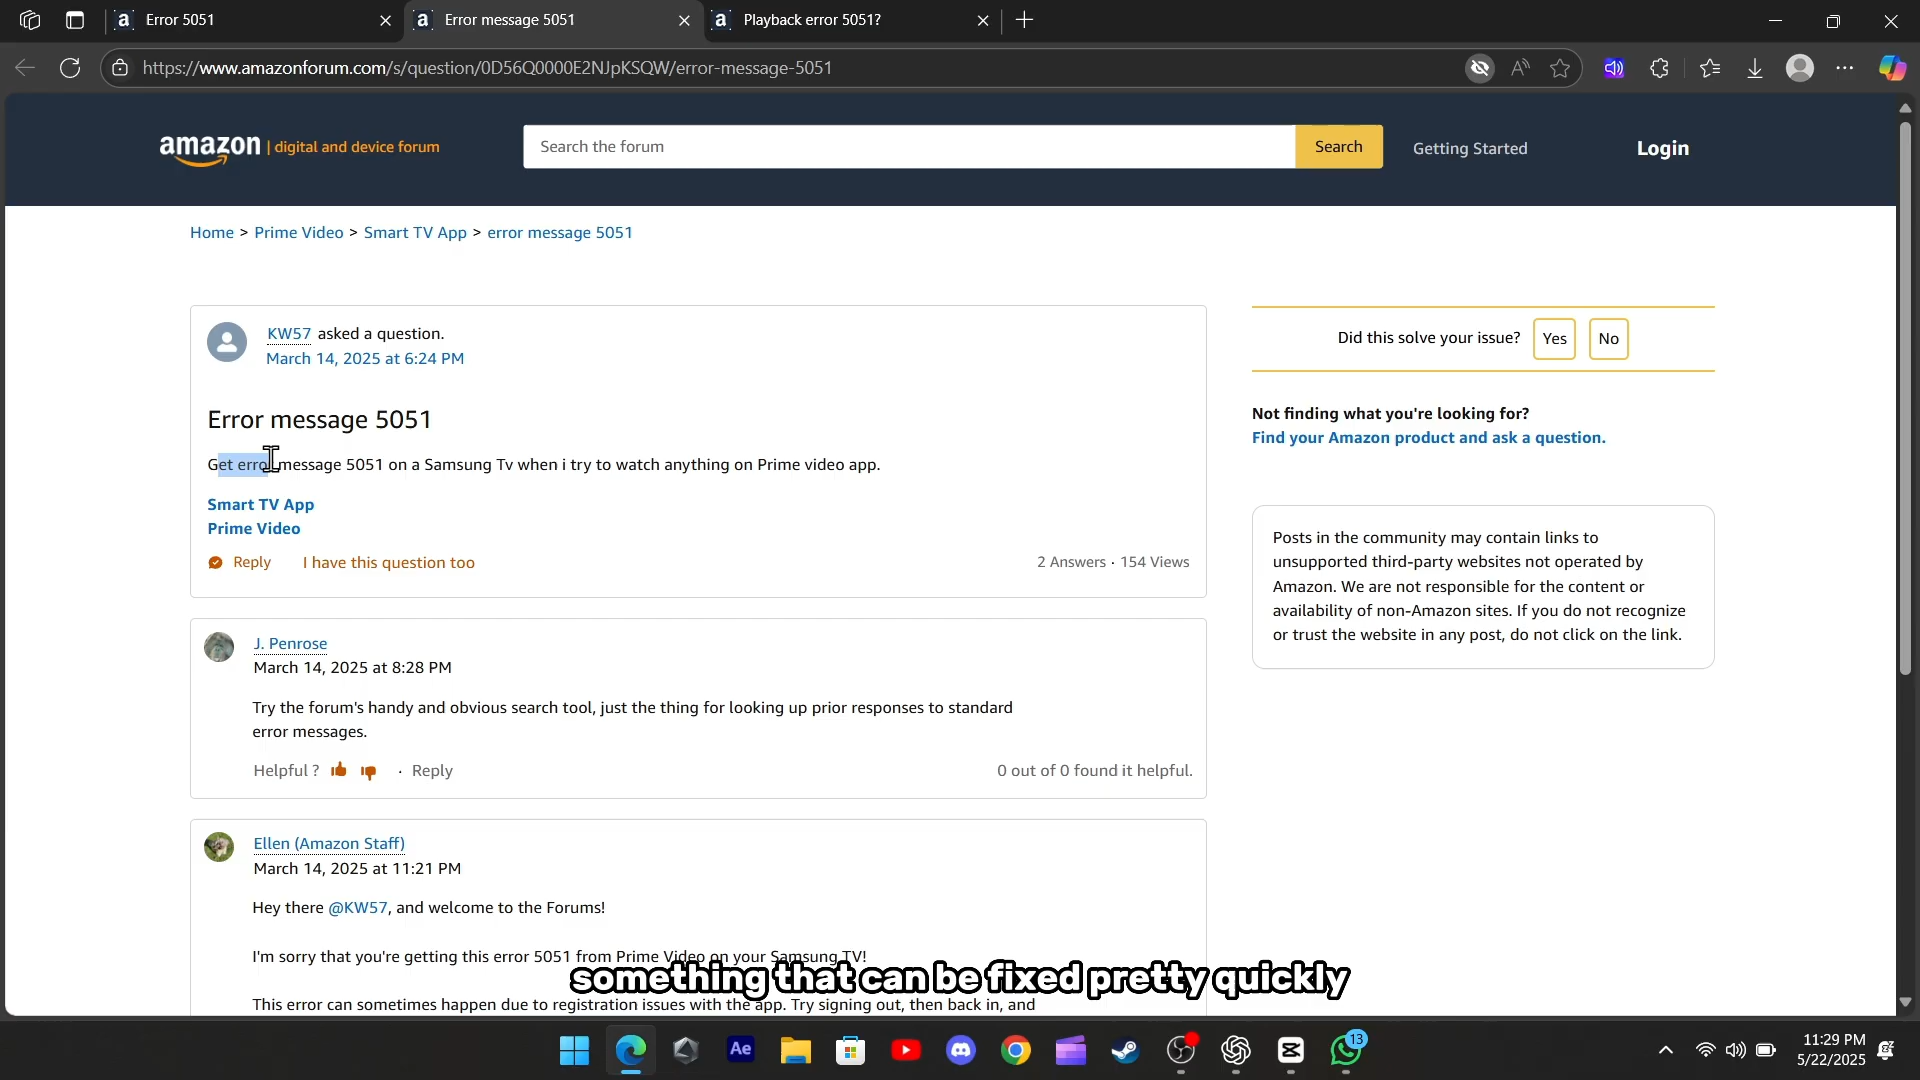 Error 5051
Error message 5051
Playback error 5051?
https://www.amazonforum.com/s/question/0D56Q0000E2NJpKSQW/error-message-5051
amazon | digital and device forum
Search the forum
Search
Getting Started
Login
Home > Prime Video > Smart TV App > error message 5051
KW57 asked a question.
March 14, 2025 at 6:24 PM
Error message 5051
Get error message 5051 on a Samsung Tv when i try to watch anything on Prime video app.
Smart TV App
Prime Video
Reply
I have this question too
2 Answers · 154 Views
Did this solve your issue?
Yes
No
Not finding what you're looking for?
Find your Amazon product and ask a question.
Posts in the community may contain links to
unsupported third-party websites not operated by
Amazon. We are not responsible for the content or
availability of non-Amazon sites. If you do not recognize
or trust the website in any post, do not click on the link.
J. Penrose
March 14, 2025 at 8:28 PM
Try the forum's handy and obvious search tool, just the thing for looking up prior responses to standard
error messages.
Helpful ?
· Reply
0 out of 0 found it helpful.
Ellen (Amazon Staff)
March 14, 2025 at 11:21 PM
Hey there @KW57, and welcome to the Forums!
I'm sorry that you're getting this error 5051 from Prime Video on your Samsung TV!
something that can be fixed pretty quickly
This error can sometimes happen due to registration issues with the app. Try signing out, then back in, and
Ae
13
11:29 PM
5/22/2025